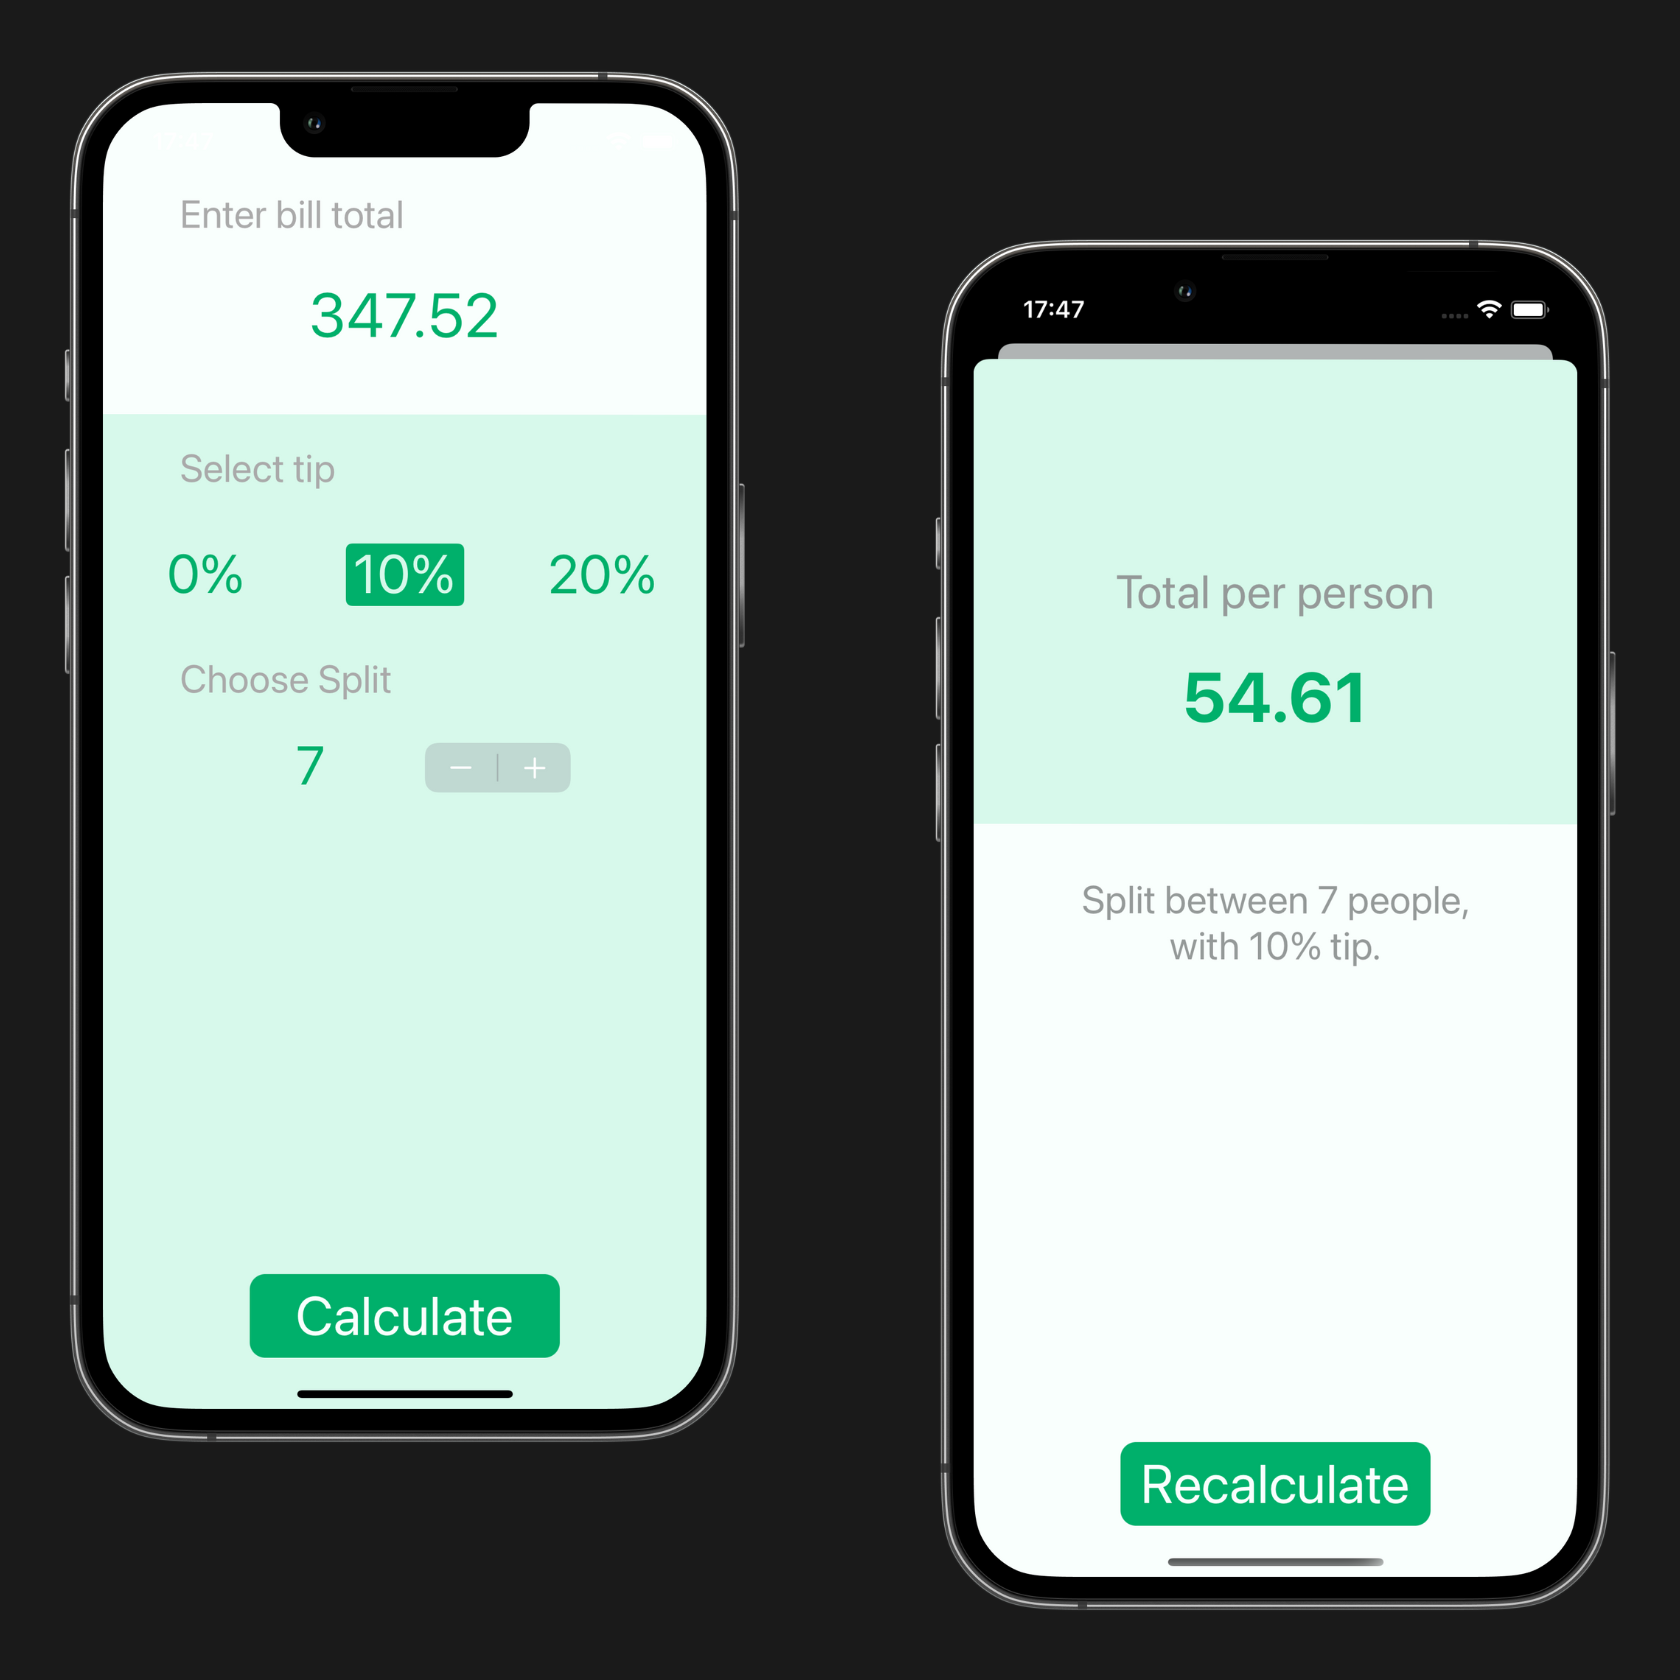 Enter bill total
347.52
Select tip
0% 10% 20%
Choose Split
7 − +
Calculate
17:47
Total per person
54.61
Split between 7 people,
with 10% tip.
Recalculate